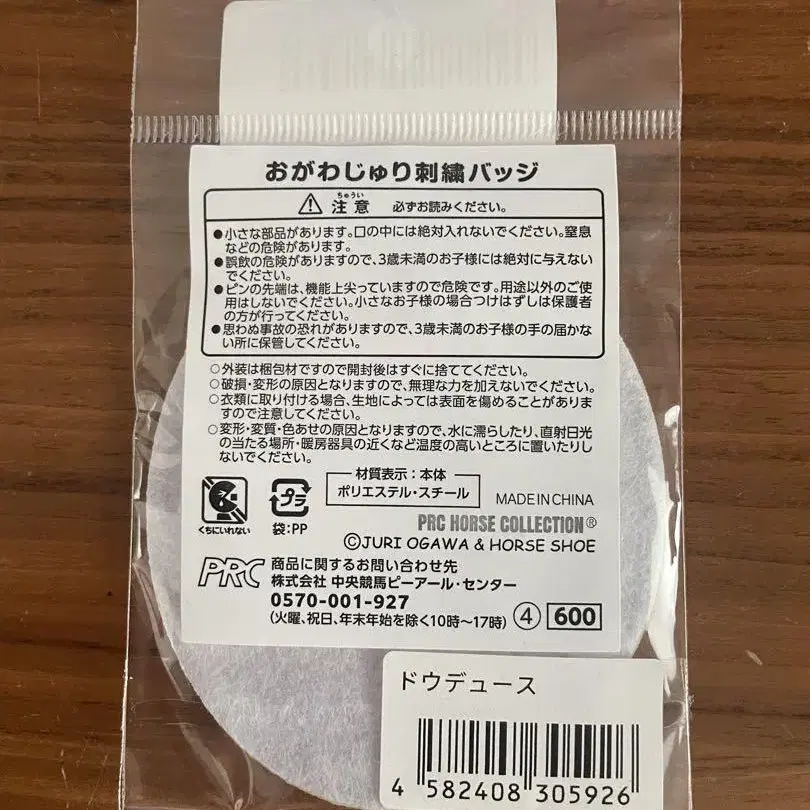 おがわじゅり刺繍バッジ
ちゅうい
注意 必ずお読みください。
●小さな部品があります。口の中には絶対入れないでください。窒息
などの危険があります。
●誤飲の危険がありますので、3歳未満のお子様には絶対に与えない
でください。
●ピンの先端は、機能上尖っていますので危険です。用途以外のご使
用はしないでください。小さなお子様の場合つけはずしは保護者
の方が行ってください。
●思わぬ事故の恐れがありますので、3歳未満のお子様の手の届かな
い所に保管してください。
○外装は梱包材ですので開封後はすぐに捨ててください。
○破損・変形の原因となりますので、無理な力を加えないでください。
○衣類に取り付ける場合、生地によっては表面を傷めることがありま
すので注意してください。
○変形・変質・色あせの原因となりますので、水に濡らしたり、直射日光
の当たる場所・暖房器具の近くなど温度の高いところに置いたりし
ないでください。
くちにいれない
プラ
袋:PP
材質表示:本体
ポリエステル・スチール
MADE IN CHINA
PRC HORSE COLLECTION®
©JURI OGAWA & HORSE SHOE
PRC
商品に関するお問い合わせ先
株式会社 中央競馬ピーアール・センター
0570-001-927
(火曜、祝日、年末年始を除く10時〜17時)
④ 600
ドウデュース
4 582408 305926